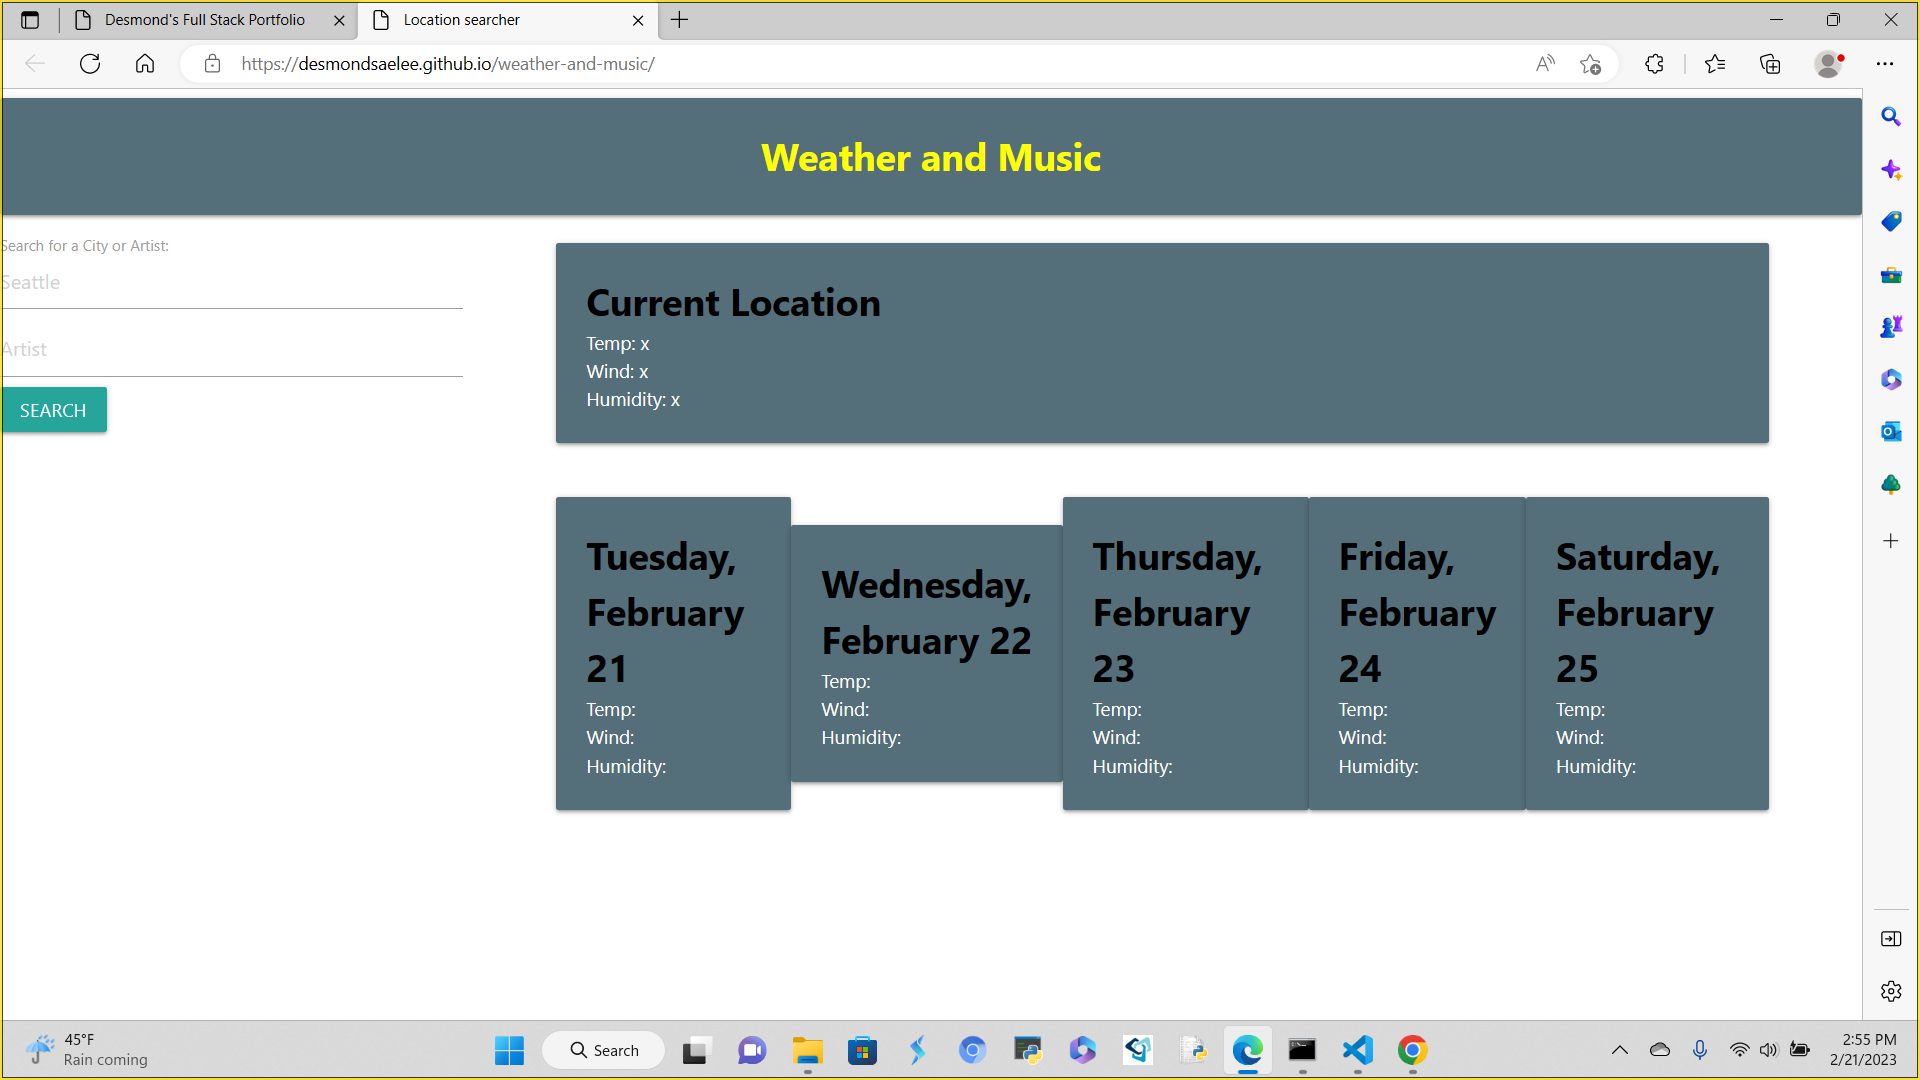 Desmond's Full Stack Portfolio
Location searcher
https://desmondsaelee.github.io/weather-and-music/
Weather and Music
Search for a City or Artist:
Seattle
Artist
SEARCH
Current Location
Temp: x
Wind: x
Humidity: x
Tuesday,
February
21
Temp:
Wind:
Humidity:
Wednesday,
February 22
Temp:
Wind:
Humidity:
Thursday,
February
23
Temp:
Wind:
Humidity:
Friday,
February
24
Temp:
Wind:
Humidity:
Saturday,
February
25
Temp:
Wind:
Humidity:
45°F
Rain coming
Search
2:55 PM
2/21/2023